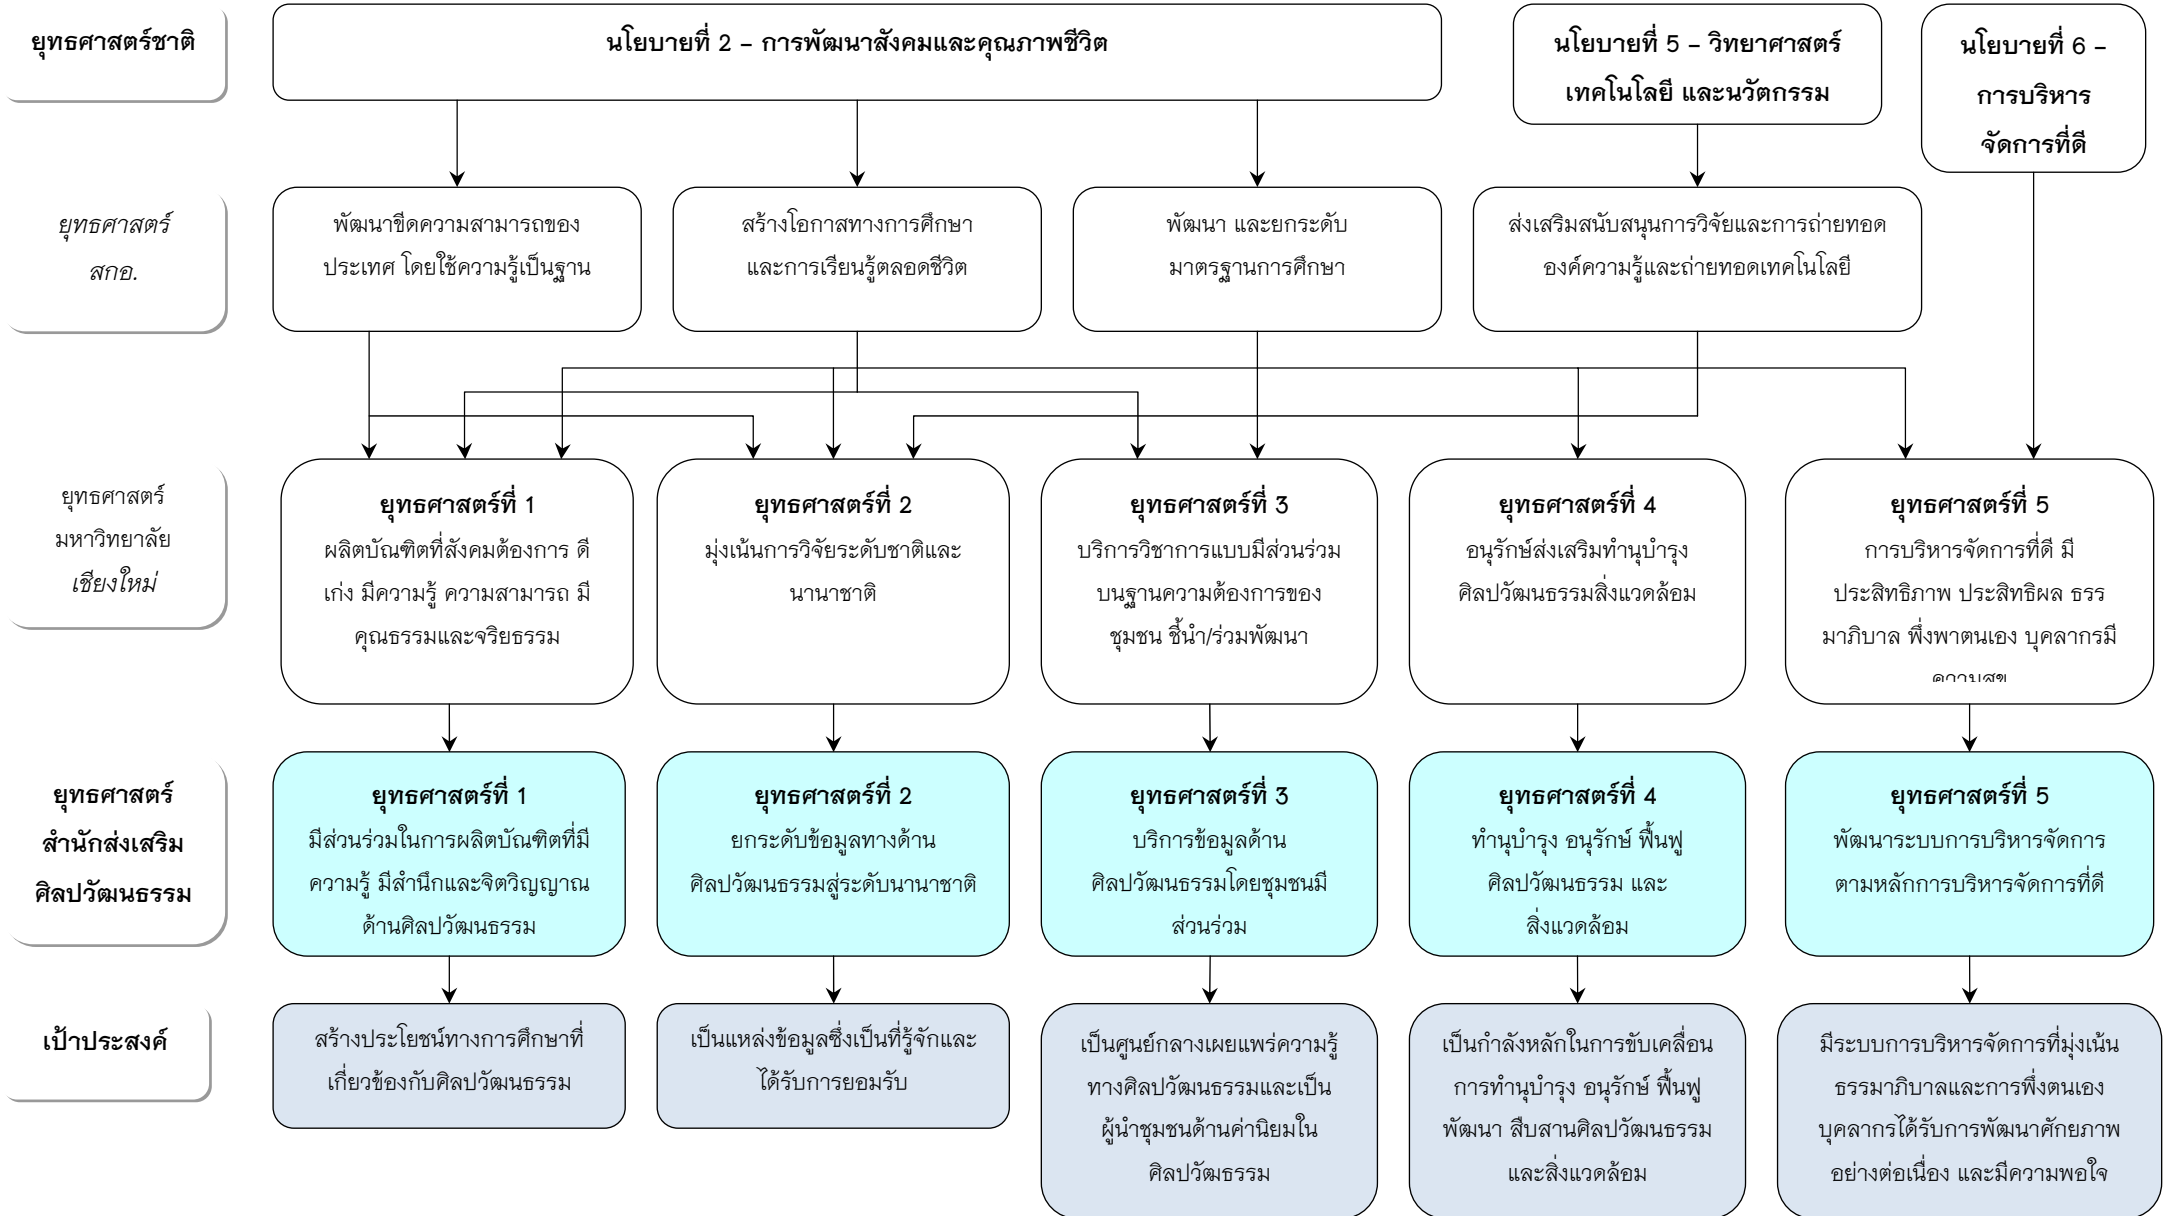 ยุทธศาสตร์ชาติ
นโยบายที่ 2 – การพัฒนาสังคมและคุณภาพชีวิต
นโยบายที่ 5 – วิทยาศาสตร์
เทคโนโลยี และนวัตกรรม
นโยบายที่ 6 –
การบริหาร
จัดการที่ดี
ยุทธศาสตร์
สกอ.
พัฒนาขีดความสามารถของ
ประเทศ โดยใช้ความรู้เป็นฐาน
สร้างโอกาสทางการศึกษา
และการเรียนรู้ตลอดชีวิต
พัฒนา และยกระดับ
มาตรฐานการศึกษา
ส่งเสริมสนับสนุนการวิจัยและการถ่ายทอด
องค์ความรู้และถ่ายทอดเทคโนโลยี
ยุทธศาสตร์
มหาวิทยาลัย
เชียงใหม่
ยุทธศาสตร์ที่ 1
ผลิตบัณฑิตที่สังคมต้องการ ดี
เก่ง มีความรู้ ความสามารถ มี
คุณธรรมและจริยธรรม
ยุทธศาสตร์ที่ 2
มุ่งเน้นการวิจัยระดับชาติและ
นานาชาติ
ยุทธศาสตร์ที่ 3
บริการวิชาการแบบมีส่วนร่วม
บนฐานความต้องการของ
ชุมชน ชี้นำ/ร่วมพัฒนา
ยุทธศาสตร์ที่ 4
อนุรักษ์ส่งเสริมทำนุบำรุง
ศิลปวัฒนธรรมสิ่งแวดล้อม
ยุทธศาสตร์ที่ 5
การบริหารจัดการที่ดี มี
ประสิทธิภาพ ประสิทธิผล ธรร
มาภิบาล พึ่งพาตนเอง บุคลากรมี
ความสุข
ยุทธศาสตร์
สำนักส่งเสริม
ศิลปวัฒนธรรม
ยุทธศาสตร์ที่ 1
มีส่วนร่วมในการผลิตบัณฑิตที่มี
ความรู้ มีสำนึกและจิตวิญญาณ
ด้านศิลปวัฒนธรรม
ยุทธศาสตร์ที่ 2
ยกระดับข้อมูลทางด้าน
ศิลปวัฒนธรรมสู่ระดับนานาชาติ
ยุทธศาสตร์ที่ 3
บริการข้อมูลด้าน
ศิลปวัฒนธรรมโดยชุมชนมี
ส่วนร่วม
ยุทธศาสตร์ที่ 4
ทำนุบำรุง อนุรักษ์ ฟื้นฟู
ศิลปวัฒนธรรม และ
สิ่งแวดล้อม
ยุทธศาสตร์ที่ 5
พัฒนาระบบการบริหารจัดการ
ตามหลักการบริหารจัดการที่ดี
เป้าประสงค์
สร้างประโยชน์ทางการศึกษาที่
เกี่ยวข้องกับศิลปวัฒนธรรม
เป็นแหล่งข้อมูลซึ่งเป็นที่รู้จักและ
ได้รับการยอมรับ
เป็นศูนย์กลางเผยแพร่ความรู้
ทางศิลปวัฒนธรรมและเป็น
ผู้นำชุมชนด้านค่านิยมใน
ศิลปวัฒธรรม
เป็นกำลังหลักในการขับเคลื่อน
การทำนุบำรุง อนุรักษ์ ฟื้นฟู
พัฒนา สืบสานศิลปวัฒนธรรม
และสิ่งแวดล้อม
มีระบบการบริหารจัดการที่มุ่งเน้น
ธรรมาภิบาลและการพึ่งตนเอง
บุคลากรได้รับการพัฒนาศักยภาพ
อย่างต่อเนื่อง และมีความพอใจ